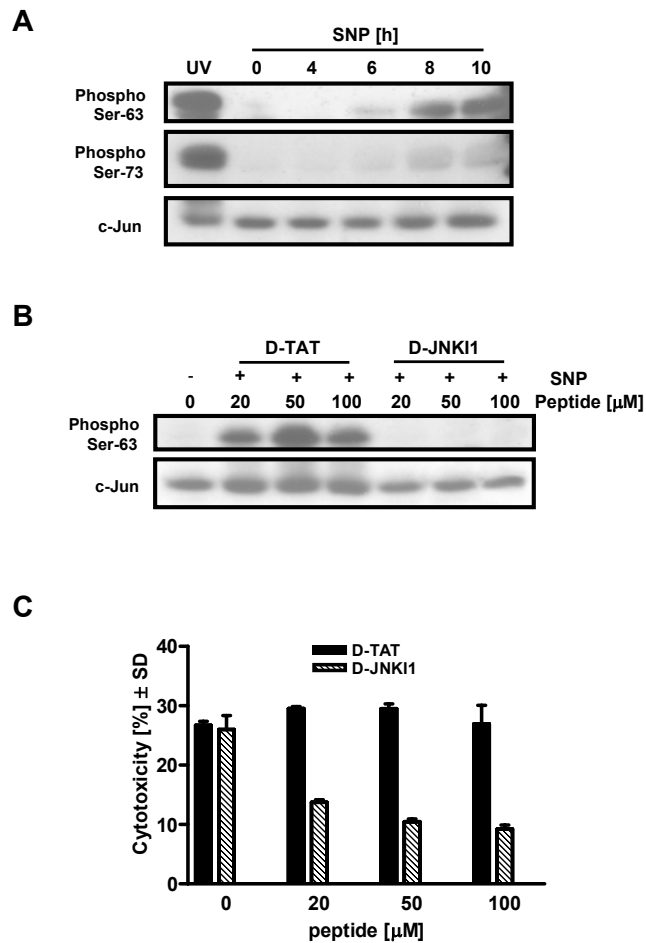 A
SNP [h]
UV 0 4 6 8 10
Phospho
Ser-63
Phospho
Ser-73
c-Jun
B
D-TAT D-JNKI1
- + + + + + + SNP
0 20 50 100 20 50 100 Peptide [µM]
Phospho
Ser-63
c-Jun
C
D-TAT
D-JNKI1
Cytotoxicity [%] ± SD
40
30
20
10
0
0 20 50 100
peptide [µM]